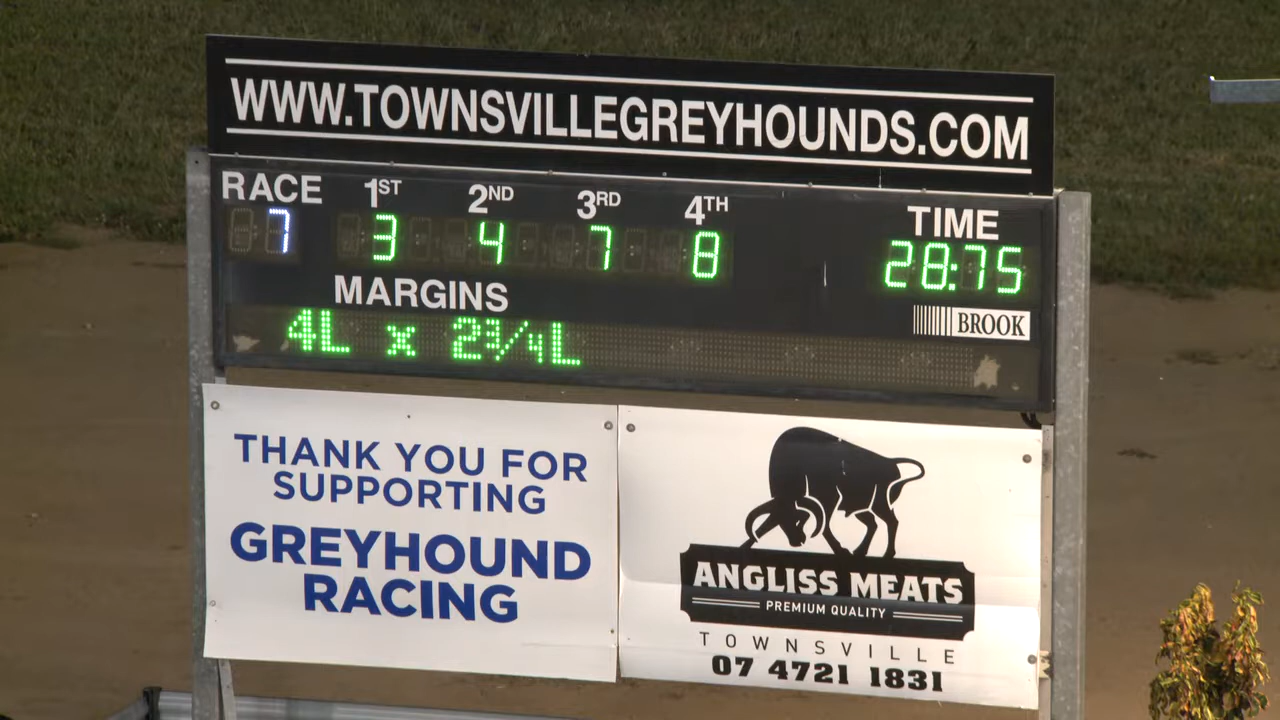 WWW.TOWNSVILLEGREYHOUNDS.COM
RACE 1ST 2ND 3RD 4TH TIME
7 3 4 7 8 28:75
MARGINS
BROOK
4L x 2¾L
THANK YOU FOR
SUPPORTING
GREYHOUND
RACING
ANGLISS MEATS
PREMIUM QUALITY
TOWNSVILLE
07 4721 1831